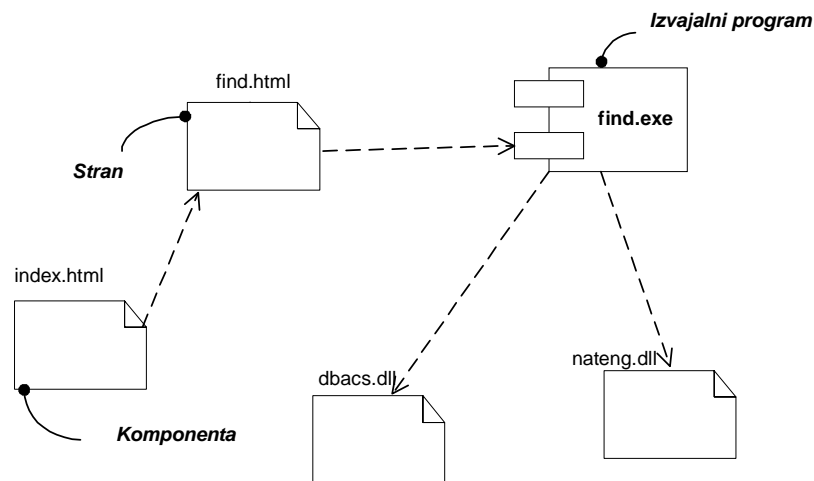 Izvajalni program
find.html
find.exe
Stran
index.html
dbacs.dll
nateng.dll
Komponenta